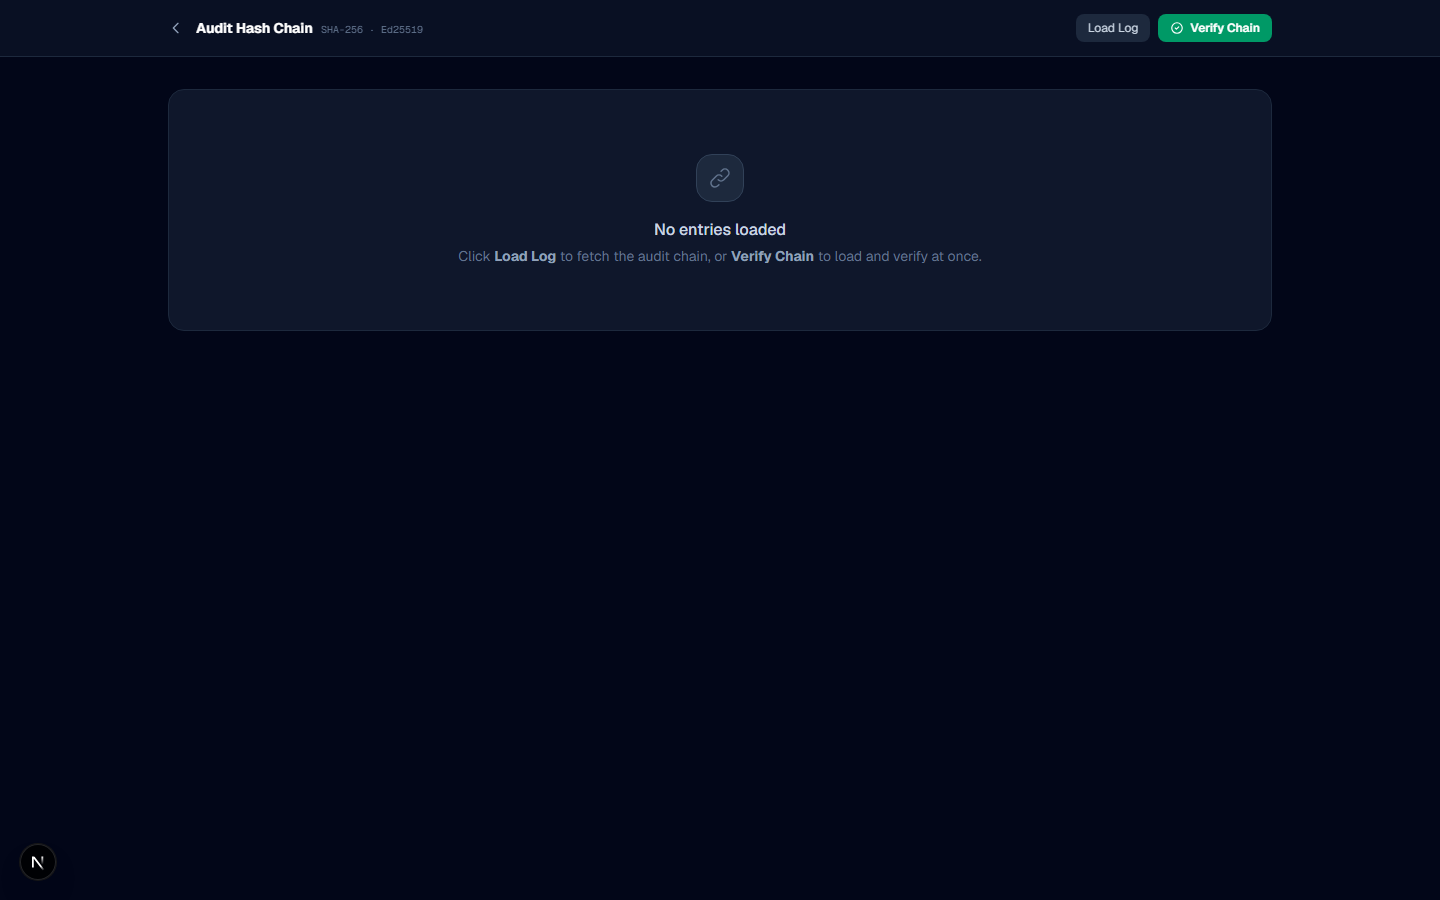 Audit Hash Chain SHA-256 · Ed25519
Load Log
Verify Chain
No entries loaded
Click Load Log to fetch the audit chain, or Verify Chain to load and verify at once.
N